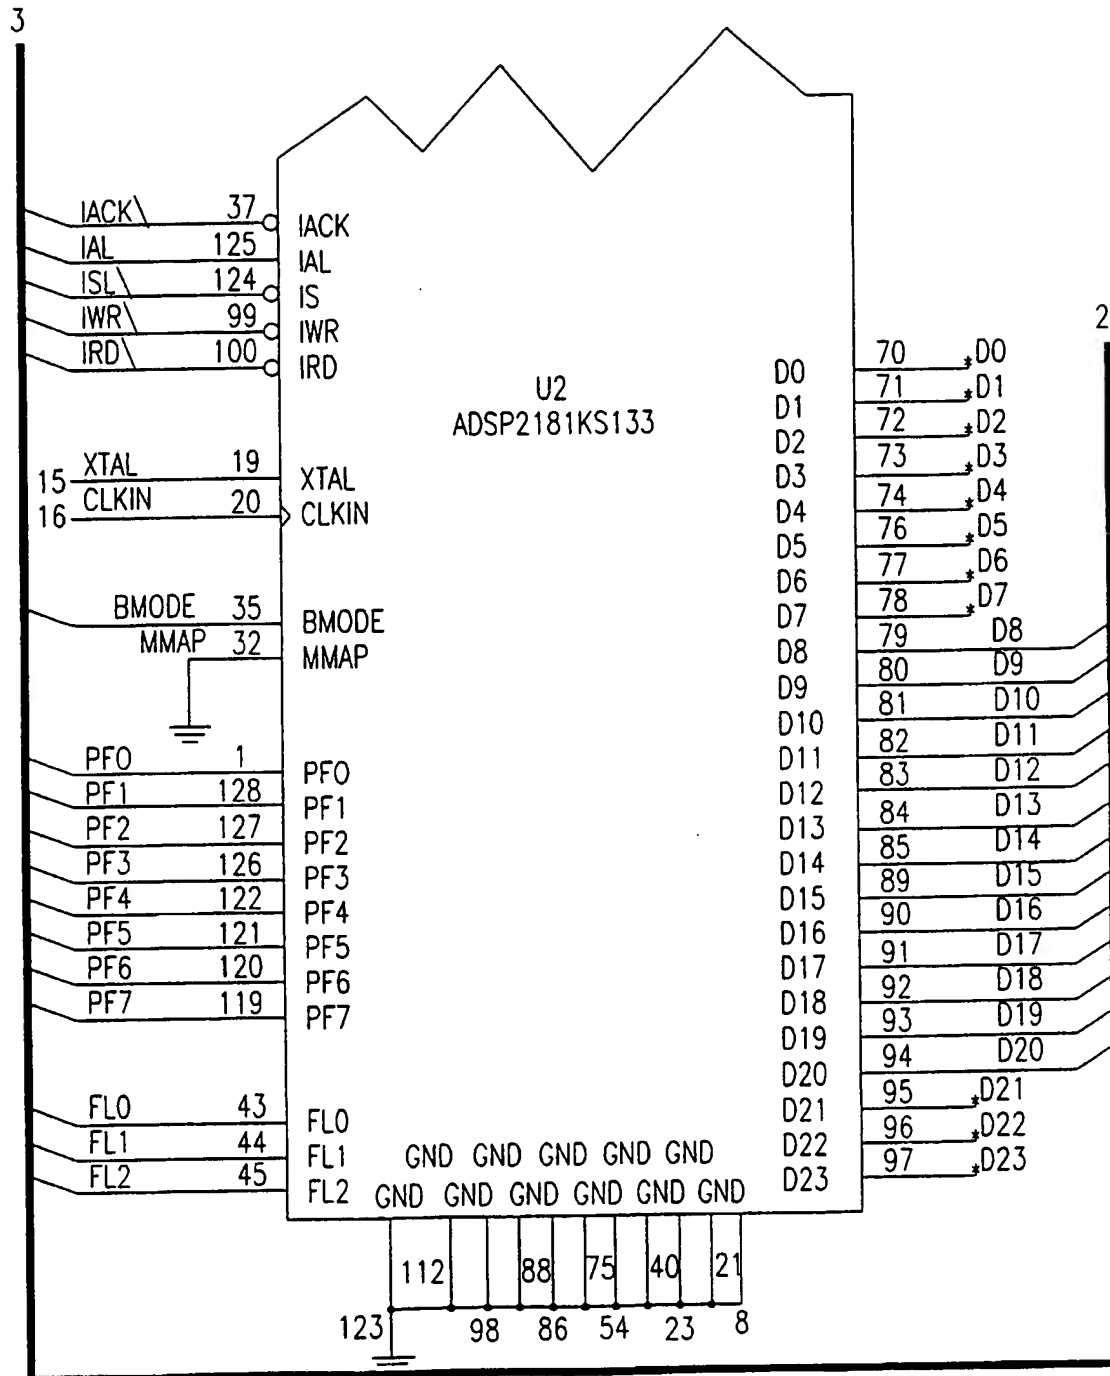 3
IACK\ 37 IACK
IAL 125 IAL
ISL\ 124 IS
IWR\ 99 IWR
IRD\ 100 IRD
2
U2
ADSP2181KS133
D0 70 *D0
D1 71 *D1
D2 72 *D2
D3 73 *D3
D4 74 *D4
D5 76 *D5
D6 77 *D6
D7 78 *D7
D8 79 D8
D9 80 D9
D10 81 D10
D11 82 D11
D12 83 D12
D13 84 D13
D14 85 D14
D15 89 D15
D16 90 D16
D17 91 D17
D18 92 D18
D19 93 D19
D20 94 D20
D21 95 *D21
D22 96 *D22
D23 97 *D23
15 XTAL 19 XTAL
16 CLKIN 20 CLKIN
BMODE 35 BMODE
MMAP 32 MMAP
PF0 1 PF0
PF1 128 PF1
PF2 127 PF2
PF3 126 PF3
PF4 122 PF4
PF5 121 PF5
PF6 120 PF6
PF7 119 PF7
FL0 43 FL0
FL1 44 FL1
FL2 45 FL2
GND GND GND GND GND
GND GND GND GND GND GND
112 88 75 40 21
123 98 86 54 23 8